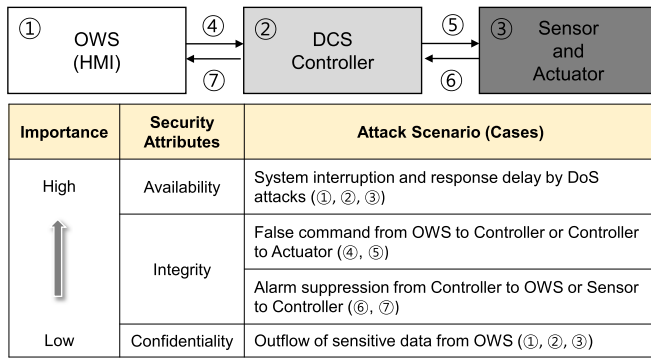 ① OWS (HMI)
④
⑦
② DCS Controller
⑤
⑥
③ Sensor and Actuator
Importance
Security Attributes
Attack Scenario (Cases)
High
Availability
System interruption and response delay by DoS
attacks (①, ②, ③)
Integrity
False command from OWS to Controller or Controller
to Actuator (④, ⑤)
Alarm suppression from Controller to OWS or Sensor
to Controller (⑥, ⑦)
Low
Confidentiality
Outflow of sensitive data from OWS (①, ②, ③)